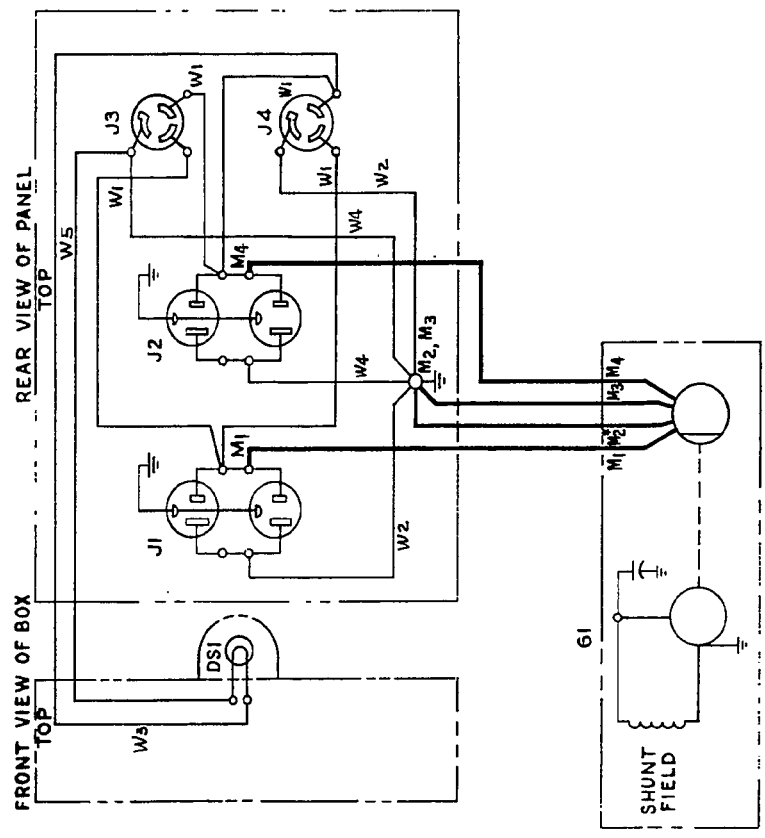 REAR VIEW OF PANEL
TOP
W5
J3
W1
W1
J4
W1
W1
W2
W4
M4
J2
W4
M2, M3
M1
J1
W2
FRONT VIEW OF BOX
TOP
DS1
W3
M1 M2* M3 M4
G1
SHUNT
FIELD